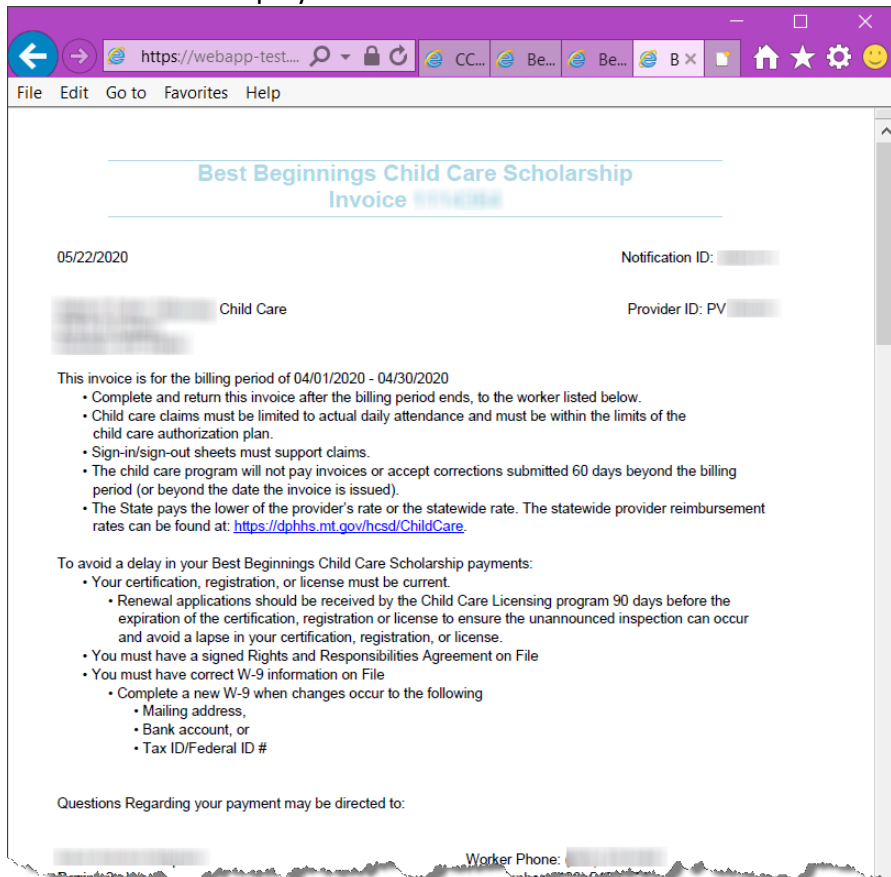 https://webapp-test.... CC... Be... Be... B
File Edit Go to Favorites Help
Best Beginnings Child Care Scholarship
Invoice
05/22/2020 Notification ID:
Child Care Provider ID: PV
This invoice is for the billing period of 04/01/2020 - 04/30/2020
• Complete and return this invoice after the billing period ends, to the worker listed below.
• Child care claims must be limited to actual daily attendance and must be within the limits of the
child care authorization plan.
• Sign-in/sign-out sheets must support claims.
• The child care program will not pay invoices or accept corrections submitted 60 days beyond the billing
period (or beyond the date the invoice is issued).
• The State pays the lower of the provider's rate or the statewide rate. The statewide provider reimbursement
rates can be found at: https://dphhs.mt.gov/hcsd/ChildCare.
To avoid a delay in your Best Beginnings Child Care Scholarship payments:
• Your certification, registration, or license must be current.
• Renewal applications should be received by the Child Care Licensing program 90 days before the
expiration of the certification, registration or license to ensure the unannounced inspection can occur
and avoid a lapse in your certification, registration, or license.
• You must have a signed Rights and Responsibilities Agreement on File
• You must have correct W-9 information on File
• Complete a new W-9 when changes occur to the following
• Mailing address,
• Bank account, or
• Tax ID/Federal ID #
Questions Regarding your payment may be directed to:
Worker Phone: